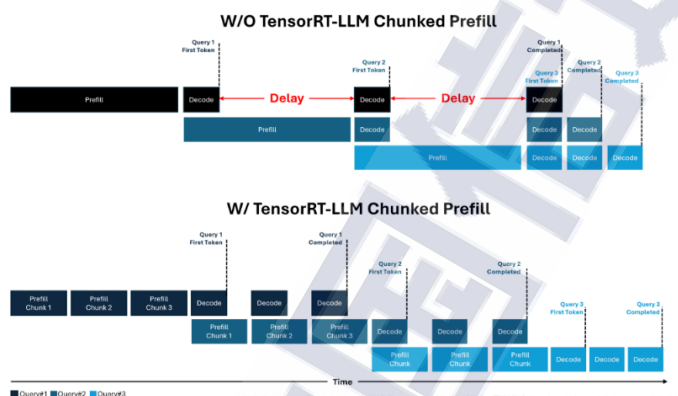 W/O TensorRT-LLM Chunked Prefill
Query 1
First Token
Query 2
First Token
Query 1
Completed
Query 3
First Token
Query 2
Completed
Query 3
Completed
Prefill
Decode
Delay
Decode
Delay
Decode
Prefill
Decode
Decode
Decode
Prefill
Decode
Decode
Decode
W/ TensorRT-LLM Chunked Prefill
Query 1
First Token
Query 1
Completed
Query 2
First Token
Query 2
Completed
Query 3
First Token
Query 3
Completed
Prefill
Chunk 1
Prefill
Chunk 2
Prefill
Chunk 3
Decode
Decode
Decode
Prefill
Chunk 1
Prefill
Chunk 2
Prefill
Chunk 3
Decode
Decode
Decode
Prefill
Chunk
Prefill
Chunk
Prefill
Chunk
Decode
Decode
Decode
Time
Query#1 Query#2 Query#3